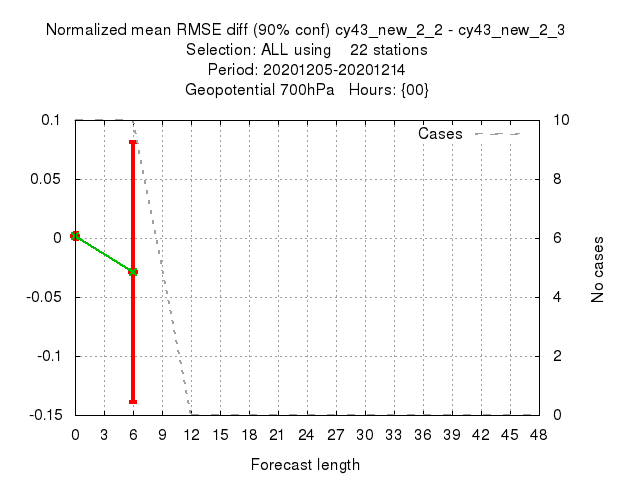 Normalized mean RMSE diff (90% conf) cy43_new_2_2 - cy43_new_2_3
Selection: ALL using    22 stations
Period: 20201205-20201214
Geopotential 700hPa   Hours: {00}
Cases
0.1
0.05
0
-0.05
-0.1
-0.15
10
8
6
4
2
0
No cases
0 3 6 9 12 15 18 21 24 27 30 33 36 39 42 45 48
Forecast length